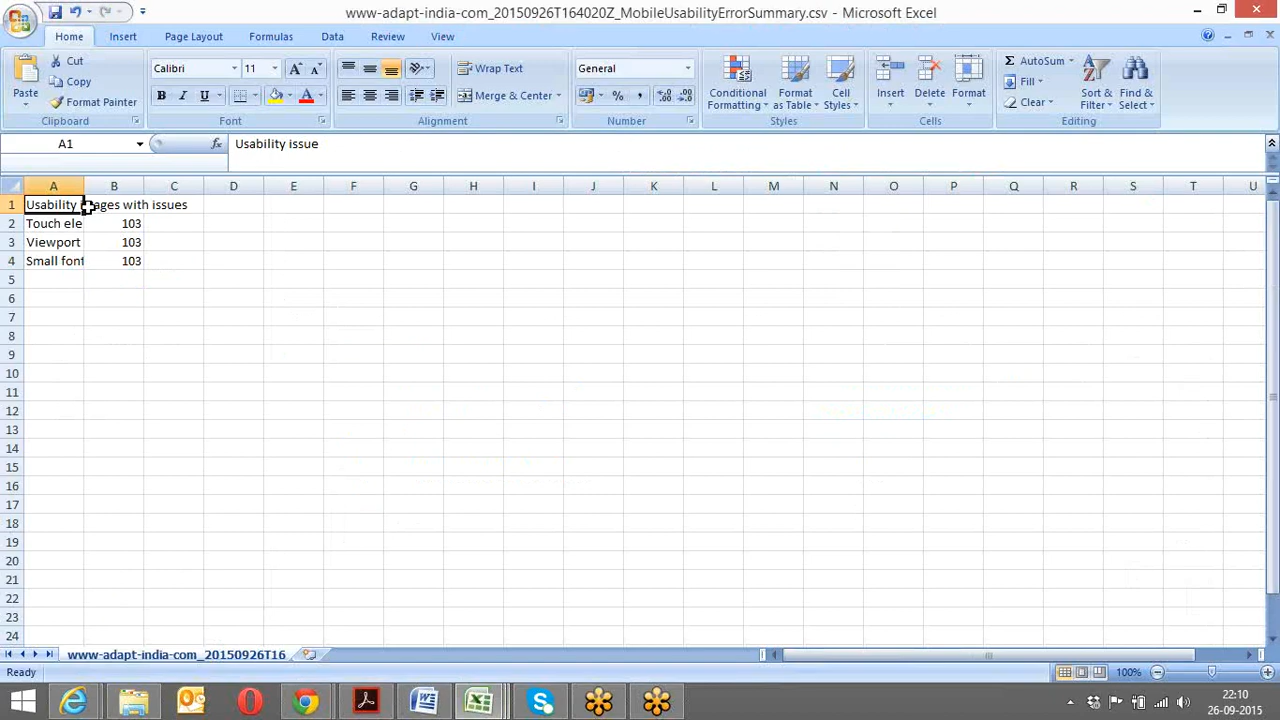 www-adapt-india-com_20150926T164020Z_MobileUsabilityErrorSummary.csv - Microsoft Excel
Home Insert Page Layout Formulas Data Review View
Paste Cut Copy Format Painter Clipboard
Calibri 11 Font
Wrap Text Merge & Center Alignment
General Number
Conditional Formatting Format as Table Cell Styles Styles
Insert Delete Format Cells
AutoSum Fill Clear Sort & Filter Find & Select Editing
A1 fx Usability issue
A B C D E F G H I J K L M N O P Q R S T U
1 Usability ages with issues
2 Touch ele 103
3 Viewport 103
4 Small font 103
5
6
7
8
9
10
11
12
13
14
15
16
17
18
19
20
21
22
23
24
www-adapt-india-com_20150926T16
Ready 100%
22:10
26-09-2015